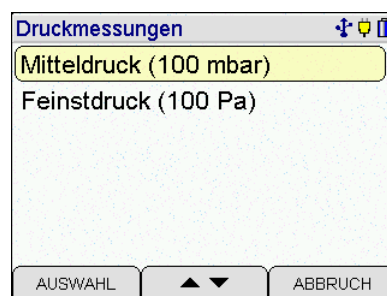 Druckmessungen
Mitteldruck (100 mbar)
Feinstdruck (100 Pa)
AUSWAHL ▲ ▼ ABBRUCH